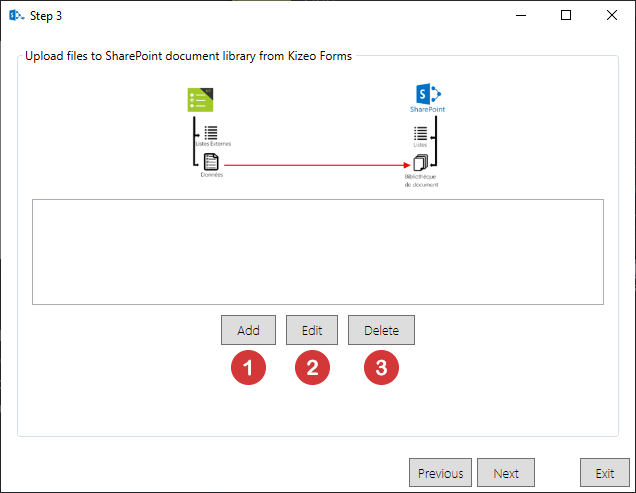 Step 3
Upload files to SharePoint document library from Kizeo Forms
SharePoint
Listes Externes
Listes
Données
Bibliothèque
de document
Add
Edit
Delete
1
2
3
Previous
Next
Exit